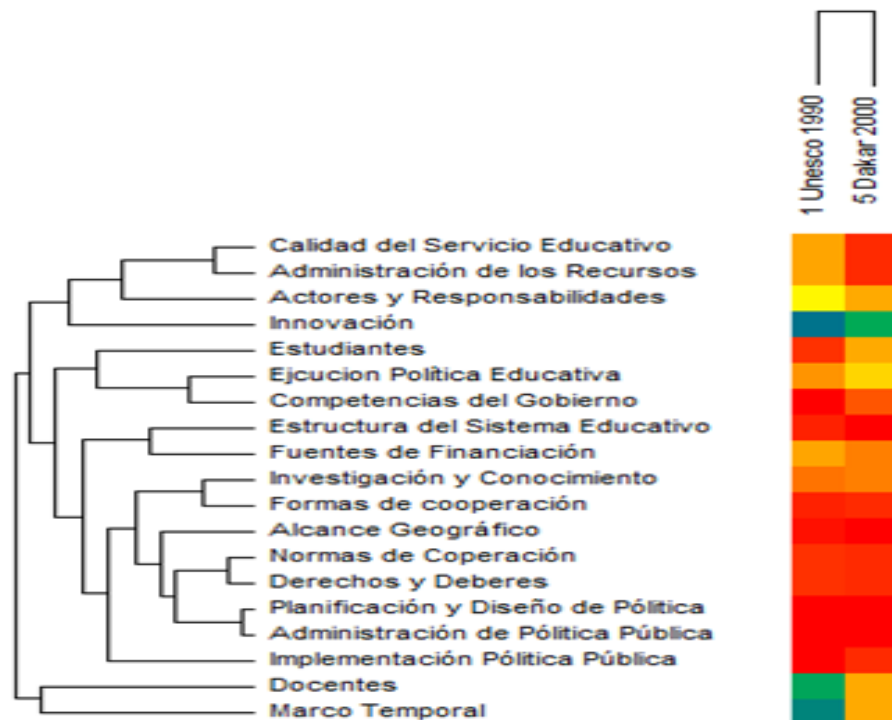 1 Unesco 1990
5 Dakar 2000
Calidad del Servicio Educativo
Administración de los Recursos
Actores y Responsabilidades
Innovación
Estudiantes
Ejcucion Política Educativa
Competencias del Gobierno
Estructura del Sistema Educativo
Fuentes de Financiación
Investigación y Conocimiento
Formas de cooperación
Alcance Geográfico
Normas de Coperación
Derechos y Deberes
Planificación y Diseño de Pólitica
Administración de Pólitica Pública
Implementación Pólitica Pública
Docentes
Marco Temporal